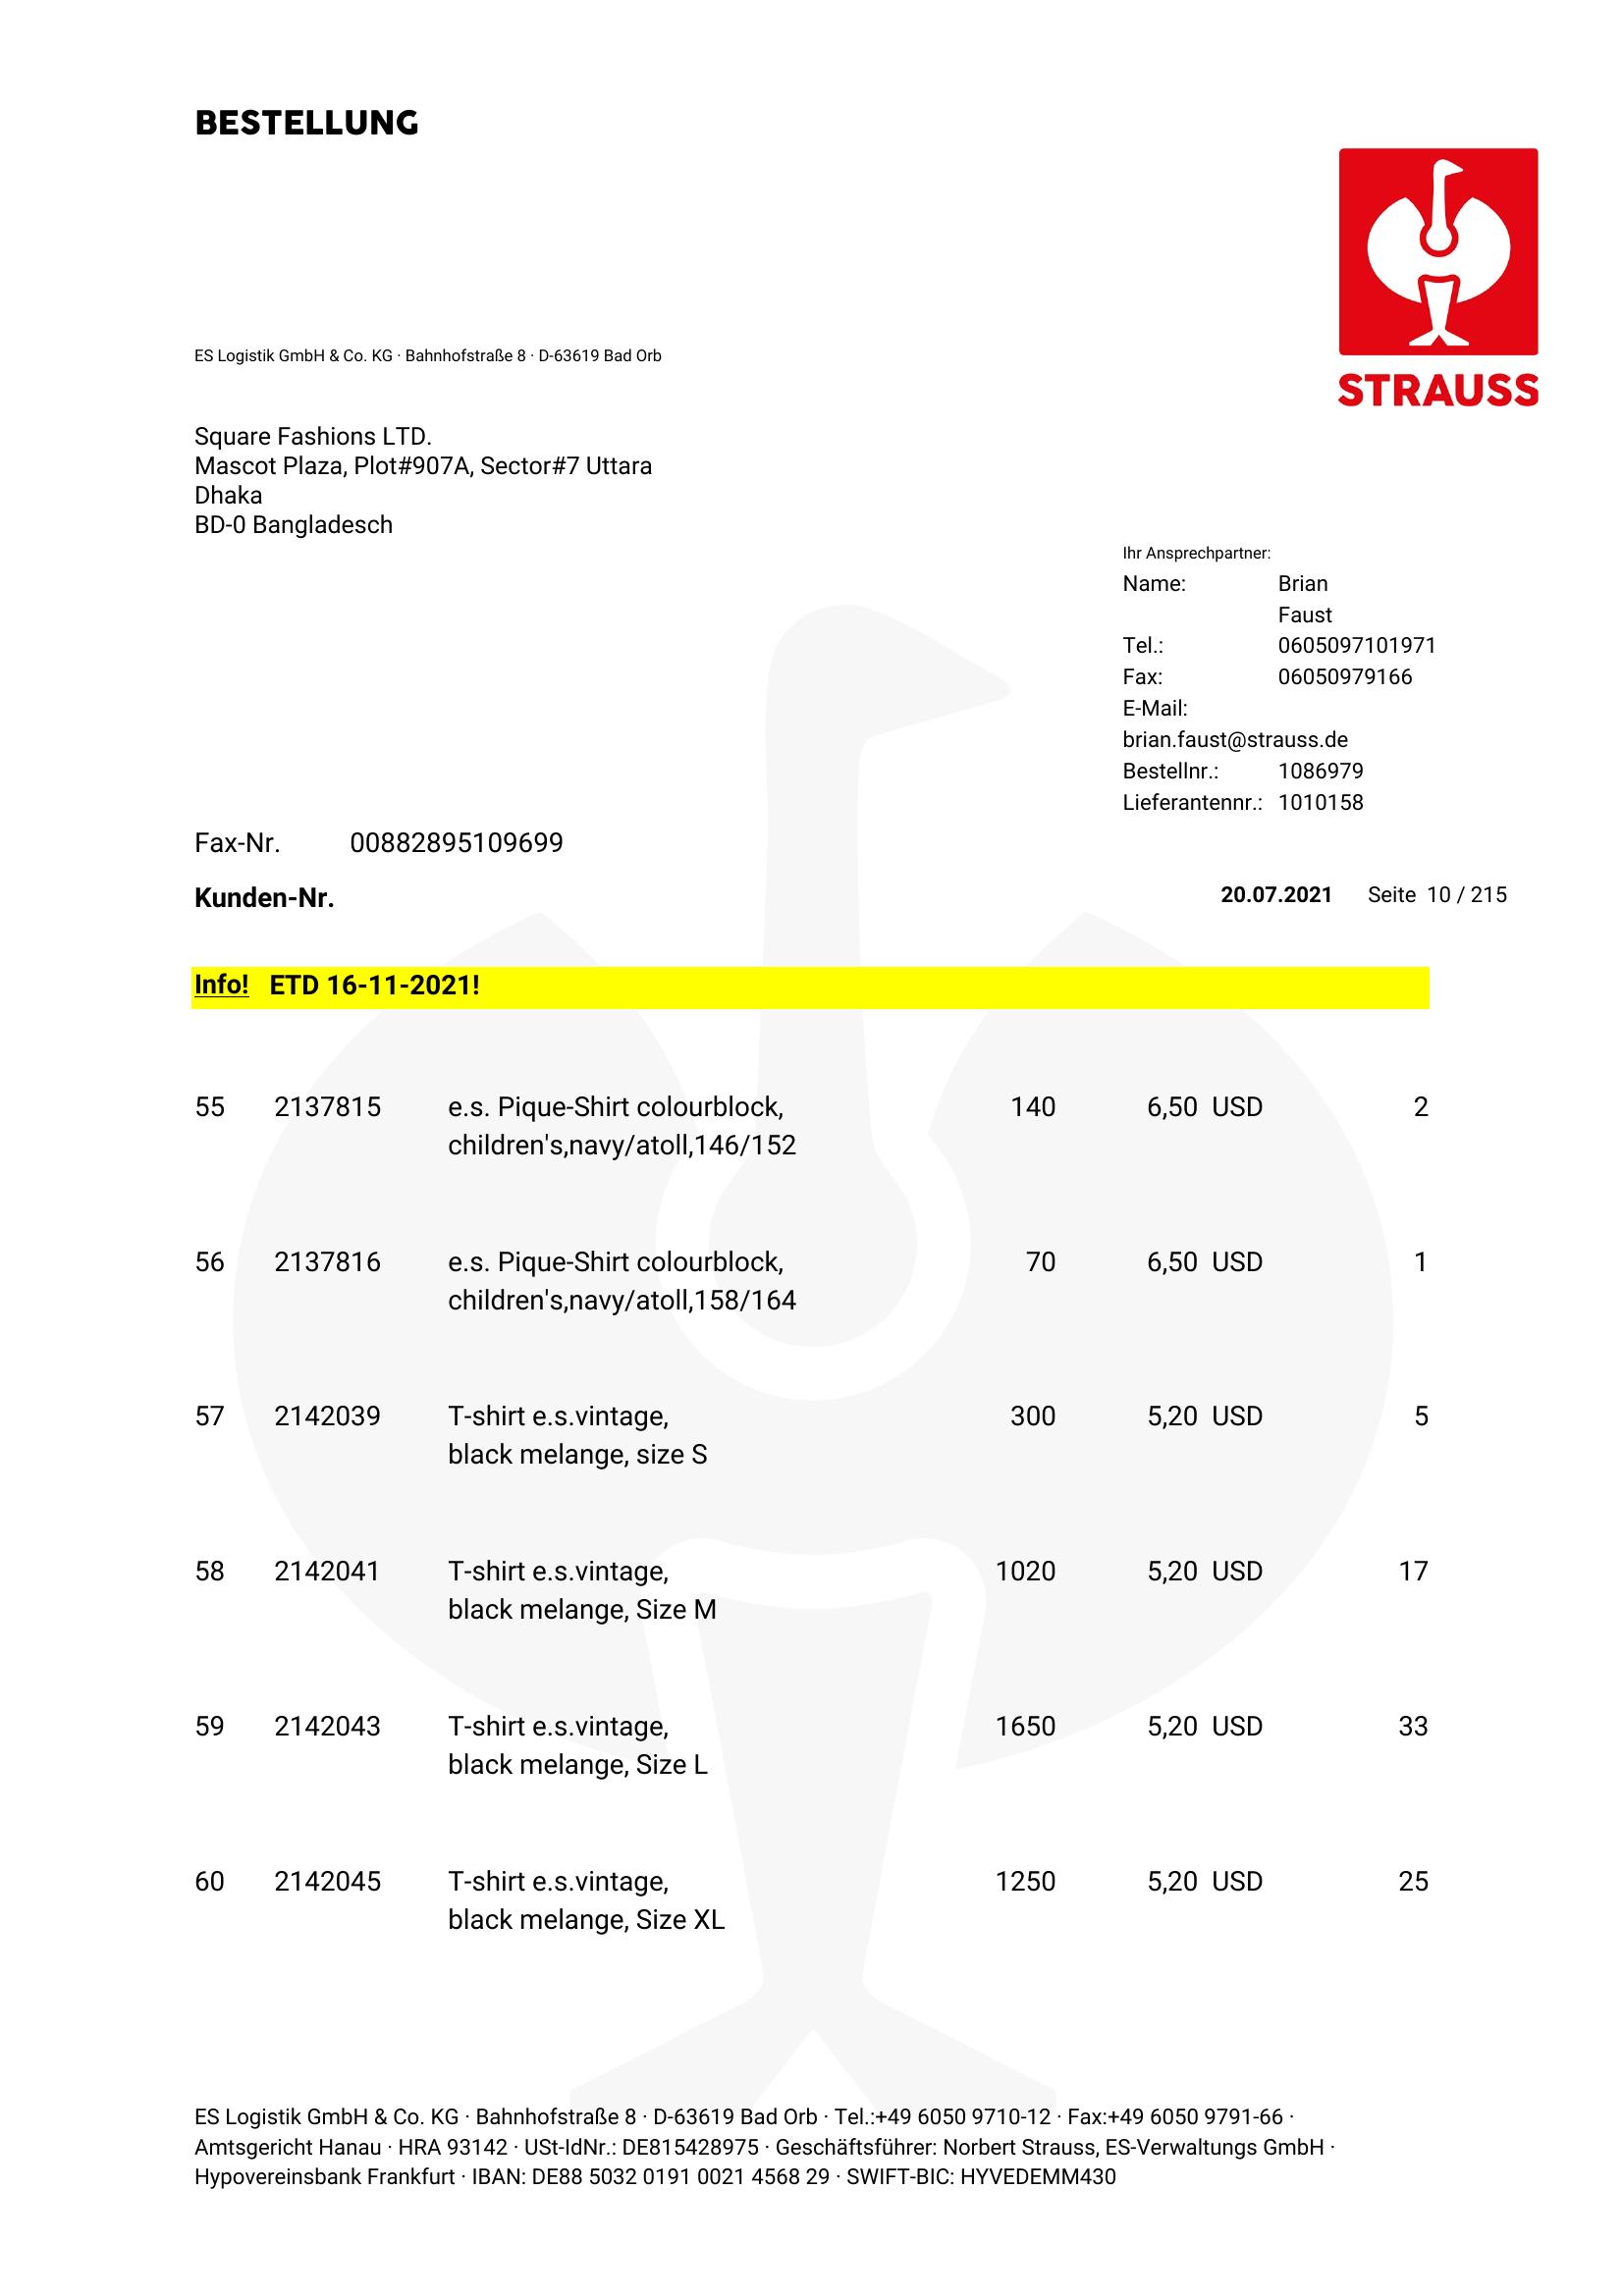 BESTELLUNG
STRAUSS
ES Logistik GmbH & Co. KG · Bahnhofstraße 8 · D-63619 Bad Orb
Square Fashions LTD.
Mascot Plaza, Plot#907A, Sector#7 Uttara
Dhaka
BD-0 Bangladesch
Ihr Ansprechpartner:
Name: Brian
Faust
Tel.: 0605097101971
Fax: 06050979166
E-Mail:
brian.faust@strauss.de
Bestellnr.: 1086979
Lieferantennr.: 1010158
Fax-Nr. 00882895109699
Kunden-Nr. 20.07.2021 Seite 10 / 215
Info! ETD 16-11-2021!
55 2137815 e.s. Pique-Shirt colourblock, 140 6,50 USD 2
children's,navy/atoll,146/152
56 2137816 e.s. Pique-Shirt colourblock, 70 6,50 USD 1
children's,navy/atoll,158/164
57 2142039 T-shirt e.s.vintage, 300 5,20 USD 5
black melange, size S
58 2142041 T-shirt e.s.vintage, 1020 5,20 USD 17
black melange, Size M
59 2142043 T-shirt e.s.vintage, 1650 5,20 USD 33
black melange, Size L
60 2142045 T-shirt e.s.vintage, 1250 5,20 USD 25
black melange, Size XL
ES Logistik GmbH & Co. KG · Bahnhofstraße 8 · D-63619 Bad Orb · Tel.:+49 6050 9710-12 · Fax:+49 6050 9791-66 ·
Amtsgericht Hanau · HRA 93142 · USt-IdNr.: DE815428975 · Geschäftsführer: Norbert Strauss, ES-Verwaltungs GmbH ·
Hypovereinsbank Frankfurt · IBAN: DE88 5032 0191 0021 4568 29 · SWIFT-BIC: HYVEDEMM430